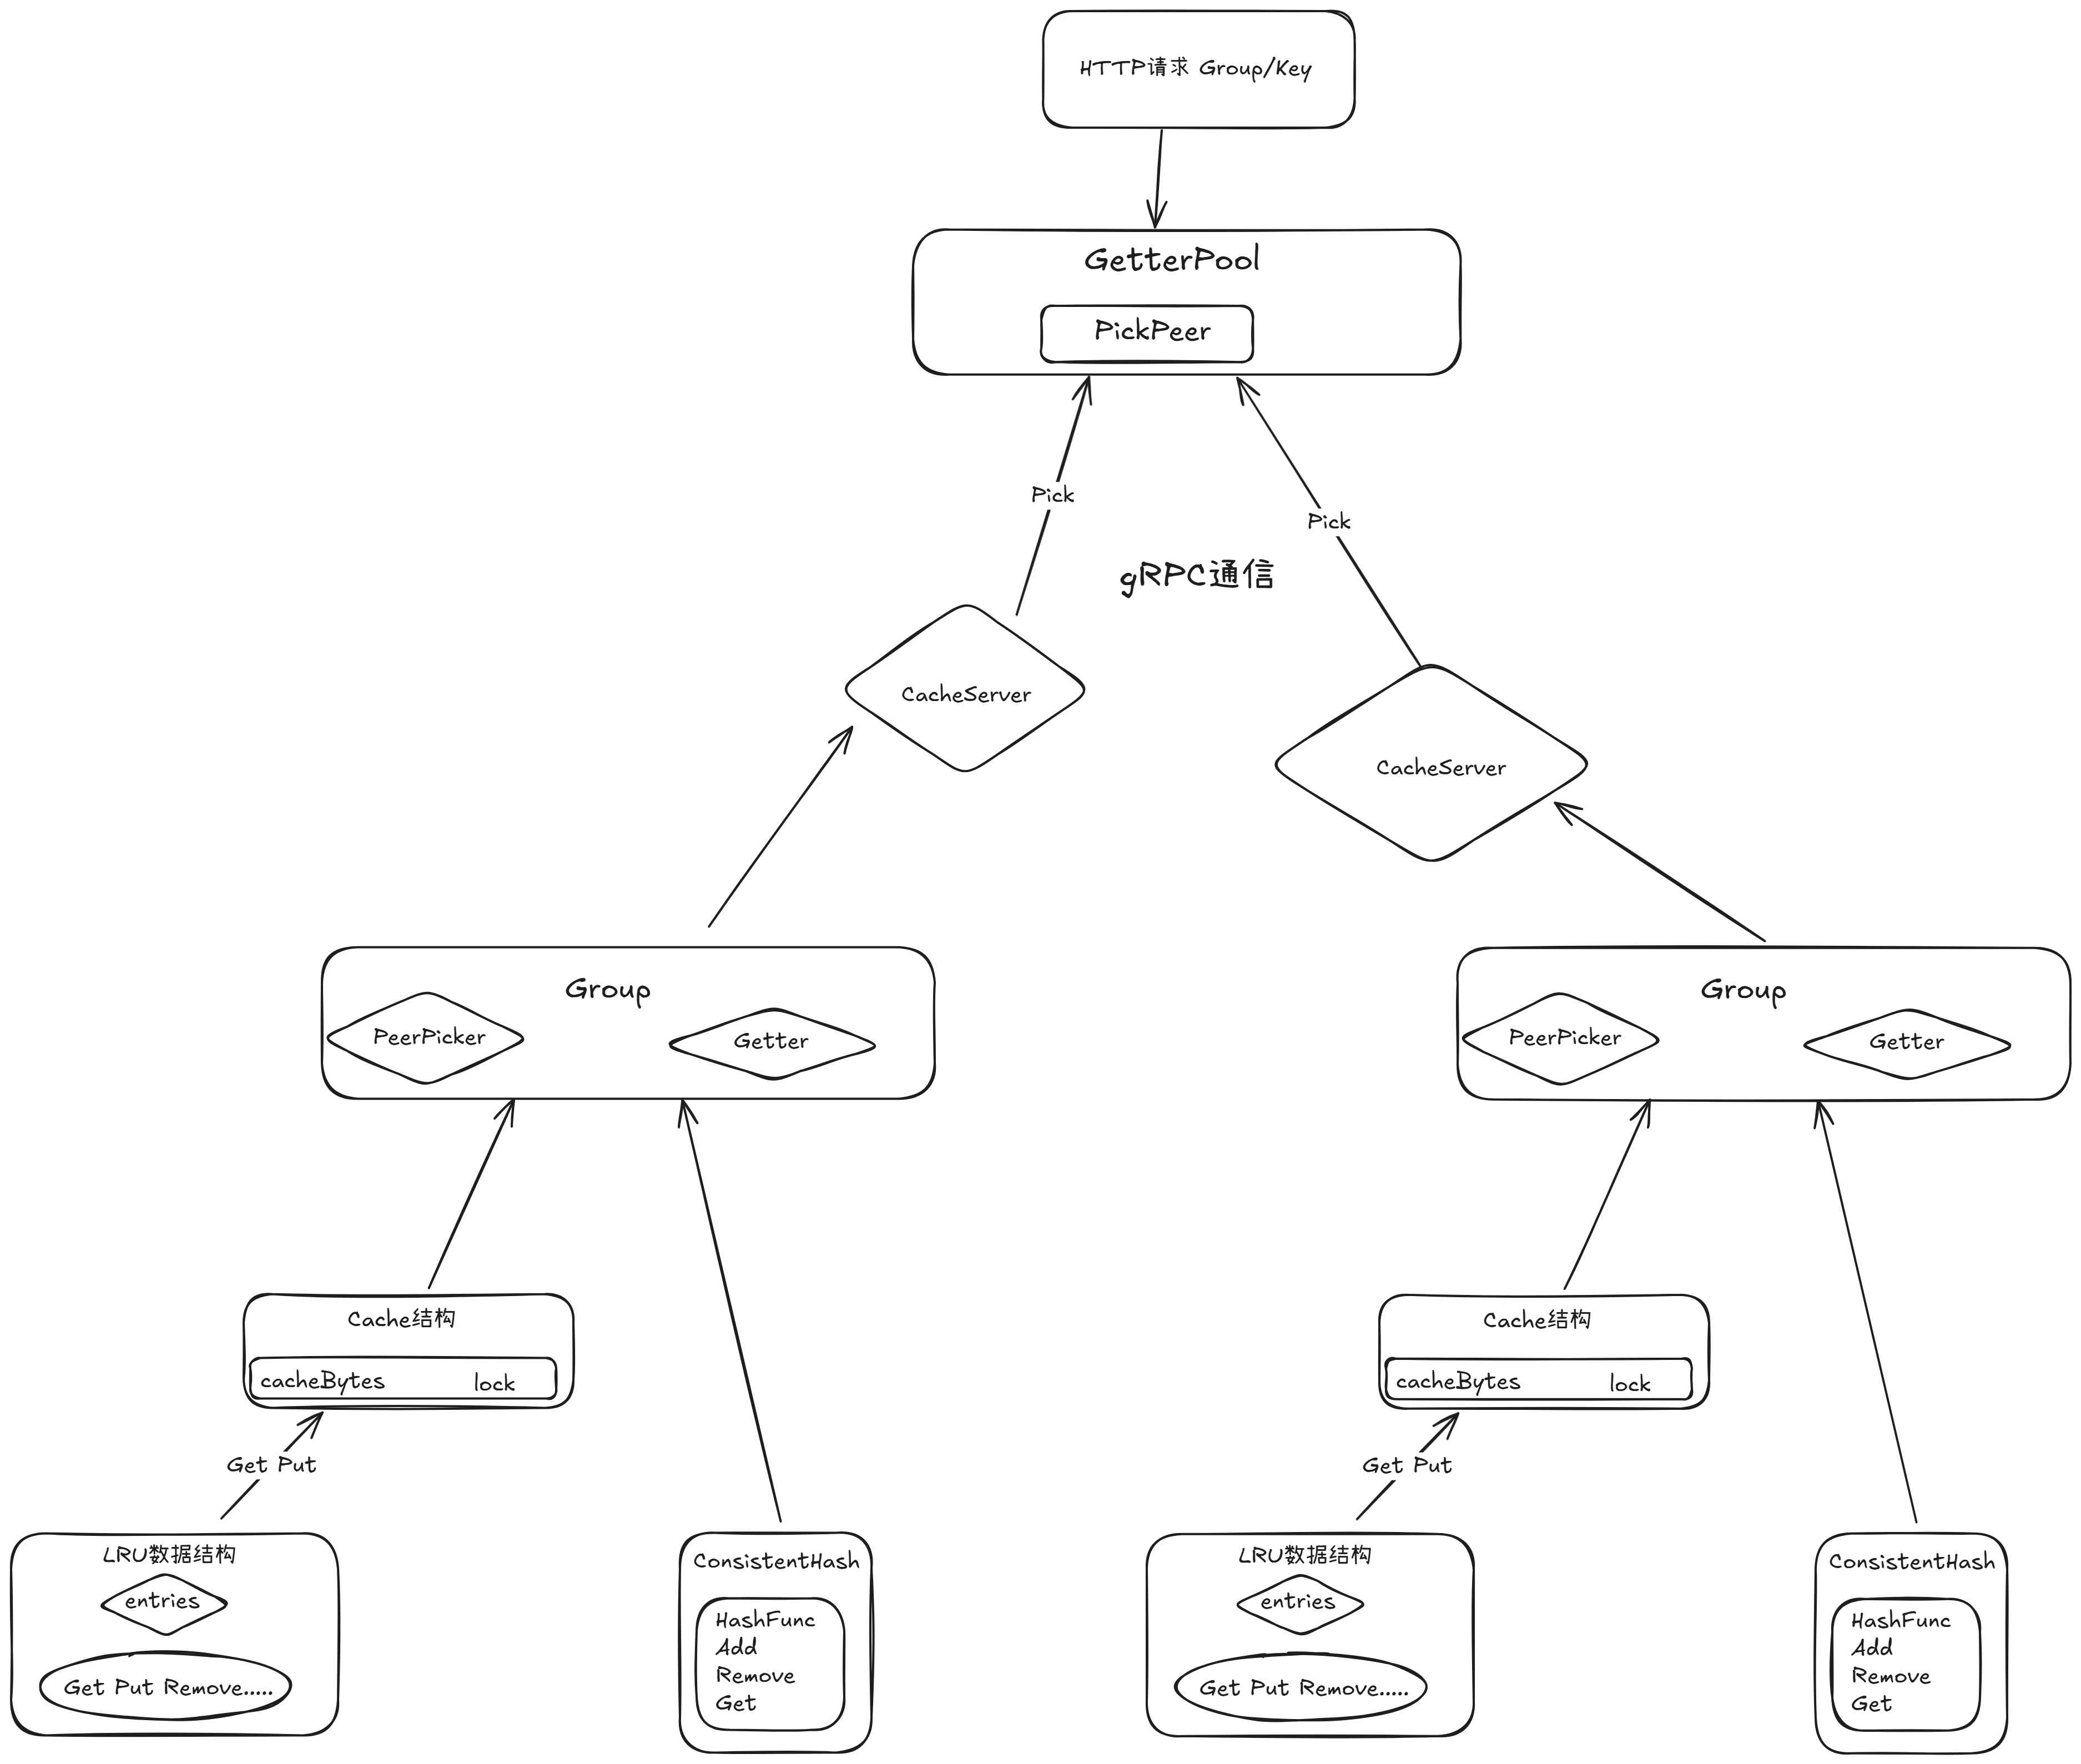 HTTP请求 Group/Key
GetterPool
PickPeer
Pick
Pick
gRPC通信
CacheServer
CacheServer
Group
PeerPicker
Getter
Group
PeerPicker
Getter
Cache结构
cacheBytes
lock
Cache结构
cacheBytes
lock
Get Put
Get Put
LRU数据结构
entries
Get Put Remove.....
ConsistentHash
HashFunc
Add
Remove
Get
LRU数据结构
entries
Get Put Remove.....
ConsistentHash
HashFunc
Add
Remove
Get